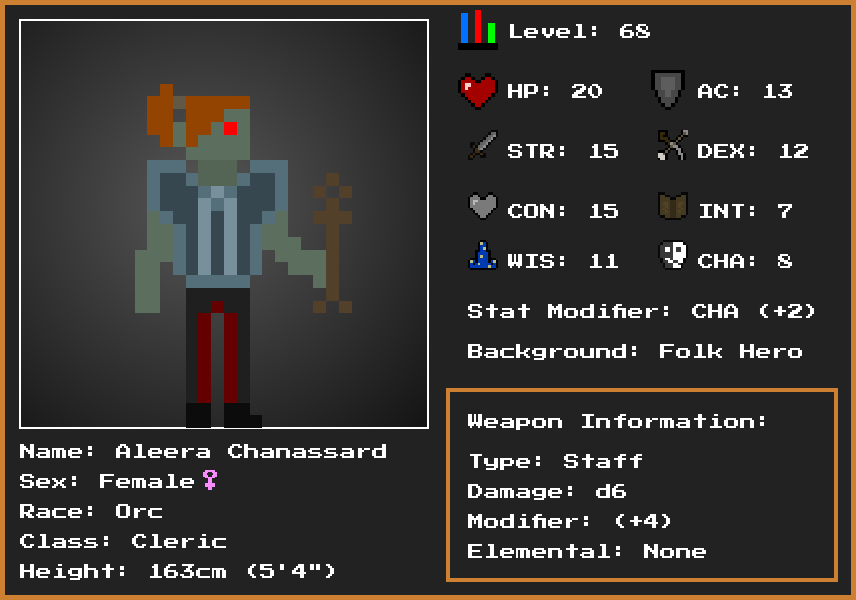 Level: 68
HP: 20
AC: 13
STR: 15
DEX: 12
CON: 15
INT: 7
WIS: 11
CHA: 8
Stat Modifier: CHA (+2)
Background: Folk Hero
Weapon Information:
Type: Staff
Damage: d6
Modifier: (+4)
Elemental: None
Name: Aleera Chanassard
Sex: Female♀
Race: Orc
Class: Cleric
Height: 163cm (5'4")